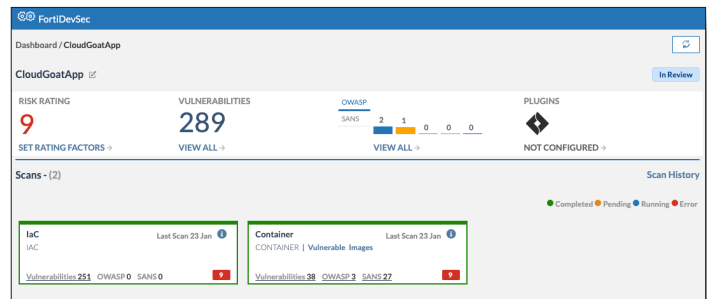 FortiDevSec
Dashboard / CloudGoatApp
CloudGoatApp
In Review
RISK RATING
9
SET RATING FACTORS →
VULNERABILITIES
289
VIEW ALL →
OWASP
SANS
2 1 0 0 0
VIEW ALL →
PLUGINS
NOT CONFIGURED →
Scans - (2)
Scan History
Completed Pending Running Error
IaC
Last Scan 23 Jan
IAC
Vulnerabilities 251 OWASP 0 SANS 0
9
Container
Last Scan 23 Jan
CONTAINER | Vulnerable Images
Vulnerabilities 38 OWASP 3 SANS 27
9